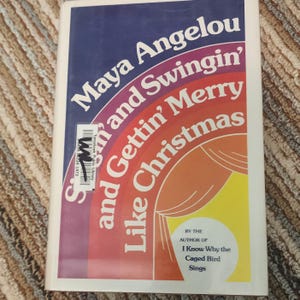 Maya Angelou
Singin' and Swingin'
and Gettin' Merry
Like Christmas
BY THE
AUTHOR OF
I Know Why the
Caged Bird
Sings